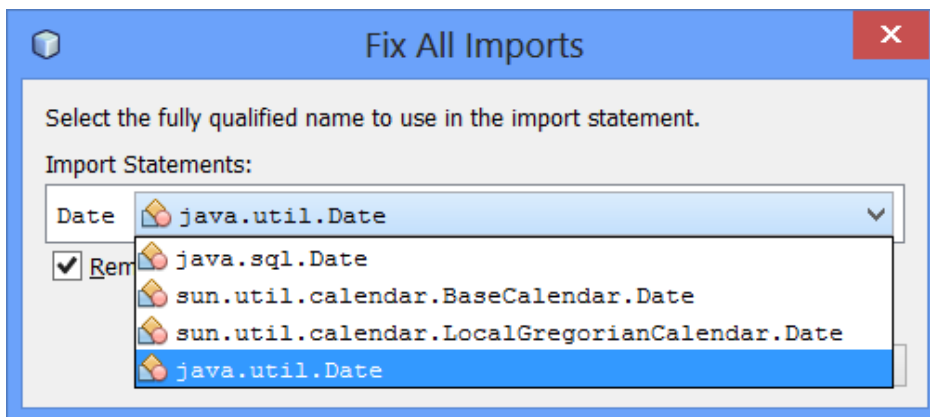 Fix All Imports
Select the fully qualified name to use in the import statement.
Import Statements:
Date java.util.Date
java.sql.Date
Rem
sun.util.calendar.BaseCalendar.Date
sun.util.calendar.LocalGregorianCalendar.Date
java.util.Date